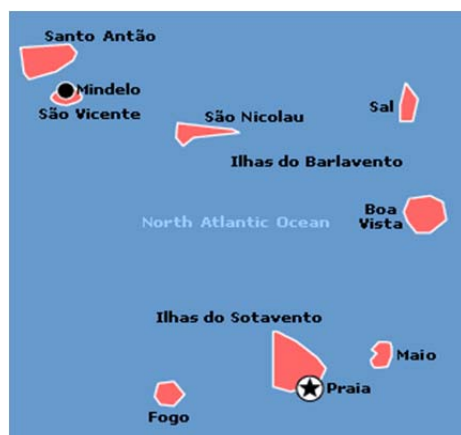 Santo Antão
Mindelo
São Vicente
São Nicolau
Sal
Ilhas do Barlavento
Boa
Vista
North Atlantic Ocean
Ilhas do Sotavento
Maio
Praia
Fogo